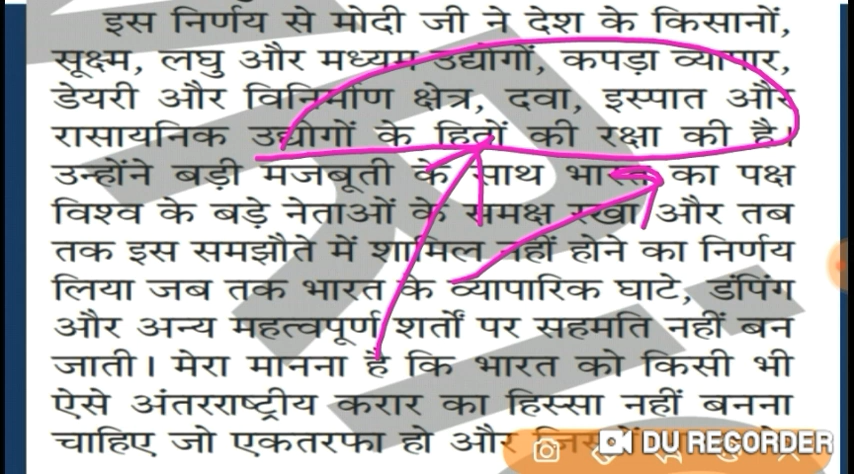 इस निर्णय से मोदी जी ने देश के किसानों,
सूक्ष्म, लघु और मध्यम उद्योगों, कपड़ा व्यापार,
डेयरी और विनिर्माण क्षेत्र, दवा, इस्पात और
रासायनिक उद्योगों के हितों की रक्षा की है।
उन्होंने बड़ी मजबूती के साथ भारत का पक्ष
विश्व के बड़े नेताओं के समक्ष रखा और तब
तक इस समझौते में शामिल नहीं होने का निर्णय
लिया जब तक भारत के व्यापारिक घाटे, डंपिंग
और अन्य महत्वपूर्ण शर्तों पर सहमति नहीं बन
जाती। मेरा मानना है कि भारत को किसी भी
ऐसे अंतरराष्ट्रीय करार का हिस्सा नहीं बनना
चाहिए जो एकतरफा हो और
DU RECORDER